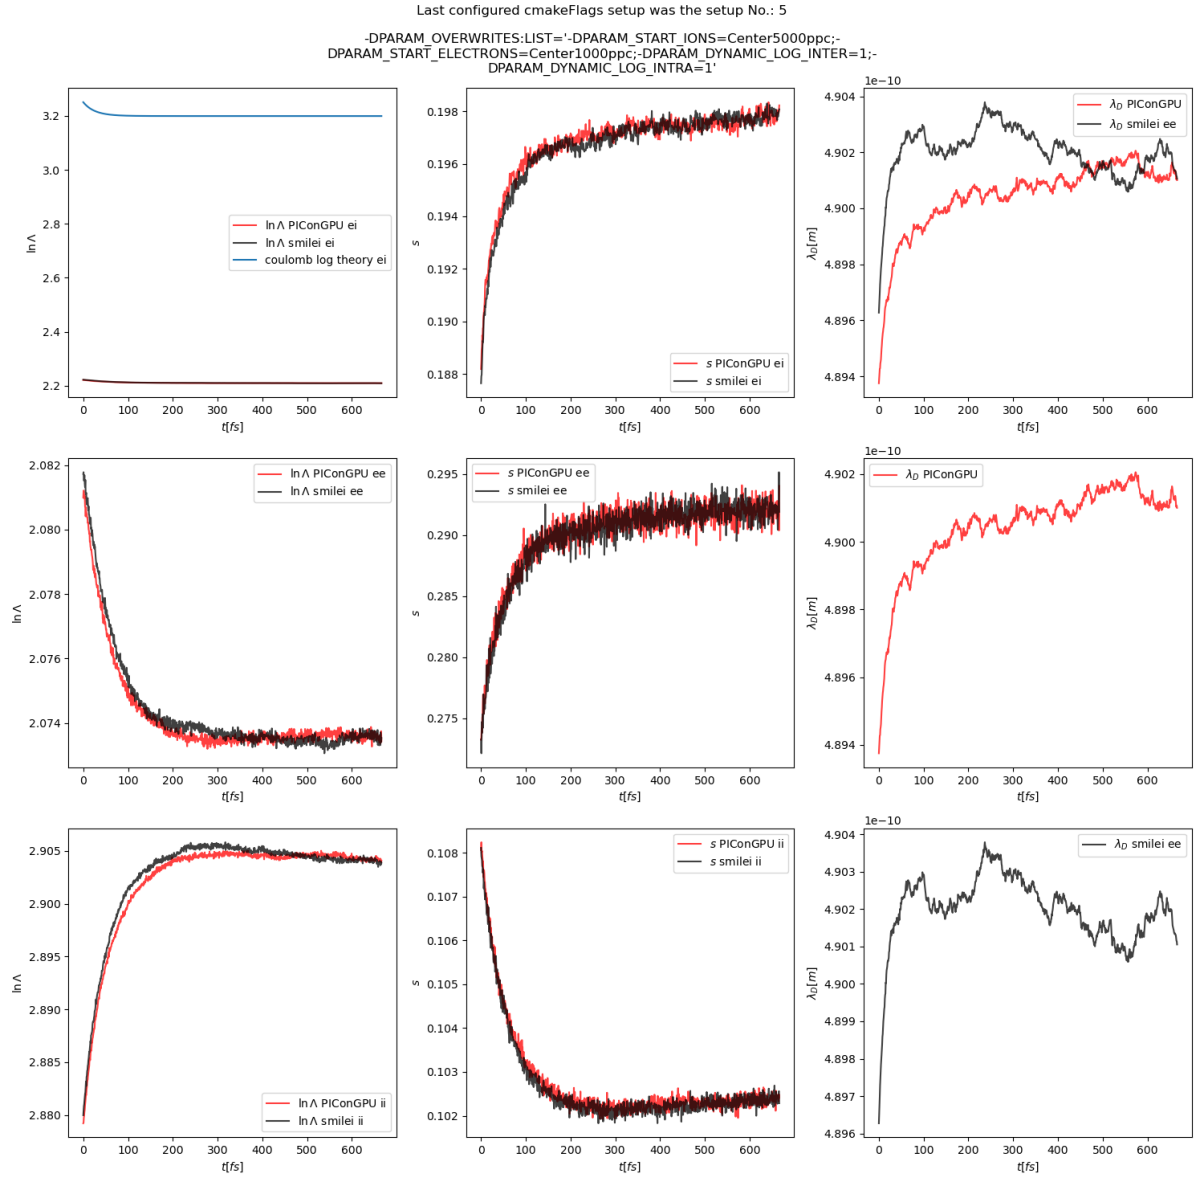 Last configured cmakeFlags setup was the setup No.: 5
-DPARAM_OVERWRITES:LIST='-DPARAM_START_IONS=Center5000ppc;-
DPARAM_START_ELECTRONS=Center1000ppc;-DPARAM_DYNAMIC_LOG_INTER=1;-
DPARAM_DYNAMIC_LOG_INTRA=1'
3.2
3.0
2.8
2.6
2.4
2.2
ln Λ
ln Λ PIConGPU ei
ln Λ smilei ei
coulomb log theory ei
0 100 200 300 400 500 600
t[fs]
0.198
0.196
0.194
0.192
0.190
0.188
s
s PIConGPU ei
s smilei ei
0 100 200 300 400 500 600
t[fs]
1e−10
4.904
4.902
4.900
4.898
4.896
4.894
λ_D[m]
λ_D PIConGPU
λ_D smilei ee
0 100 200 300 400 500 600
t[fs]
2.082
2.080
2.078
2.076
2.074
ln Λ
ln Λ PIConGPU ee
ln Λ smilei ee
0 100 200 300 400 500 600
t[fs]
0.295
0.290
0.285
0.280
0.275
s
s PIConGPU ee
s smilei ee
0 100 200 300 400 500 600
t[fs]
1e−10
4.902
4.900
4.898
4.896
4.894
λ_D[m]
λ_D PIConGPU
0 100 200 300 400 500 600
t[fs]
2.905
2.900
2.895
2.890
2.885
2.880
ln Λ
ln Λ PIConGPU ii
ln Λ smilei ii
0 100 200 300 400 500 600
t[fs]
0.108
0.107
0.106
0.105
0.104
0.103
0.102
s
s PIConGPU ii
s smilei ii
0 100 200 300 400 500 600
t[fs]
1e−10
4.904
4.903
4.902
4.901
4.900
4.899
4.898
4.897
4.896
λ_D[m]
λ_D smilei ee
0 100 200 300 400 500 600
t[fs]